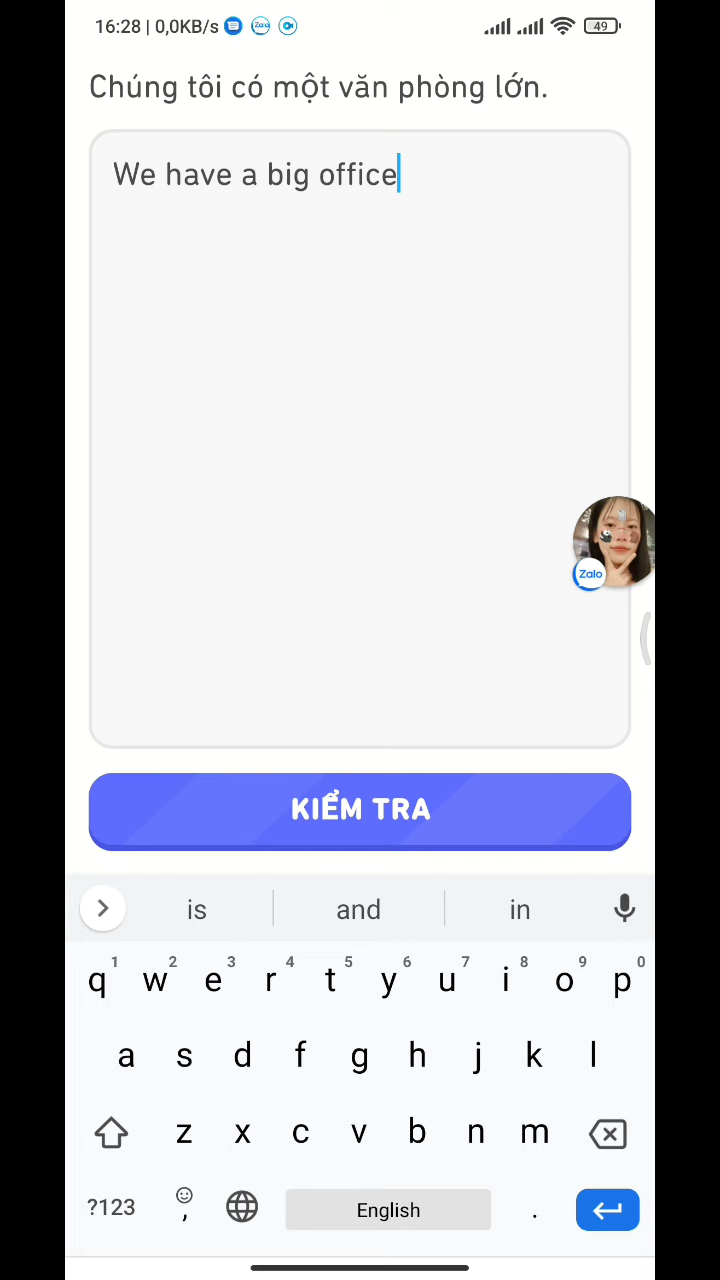 16:28 | 0,0KB/s Zalo 49
Chúng tôi có một văn phòng lớn.
We have a big office
Zalo
KIỂM TRA
is and in
1 2 3 4 5 6 7 8 9 0
q w e r t y u i o p
a s d f g h j k l
z x c v b n m
?123 , English .